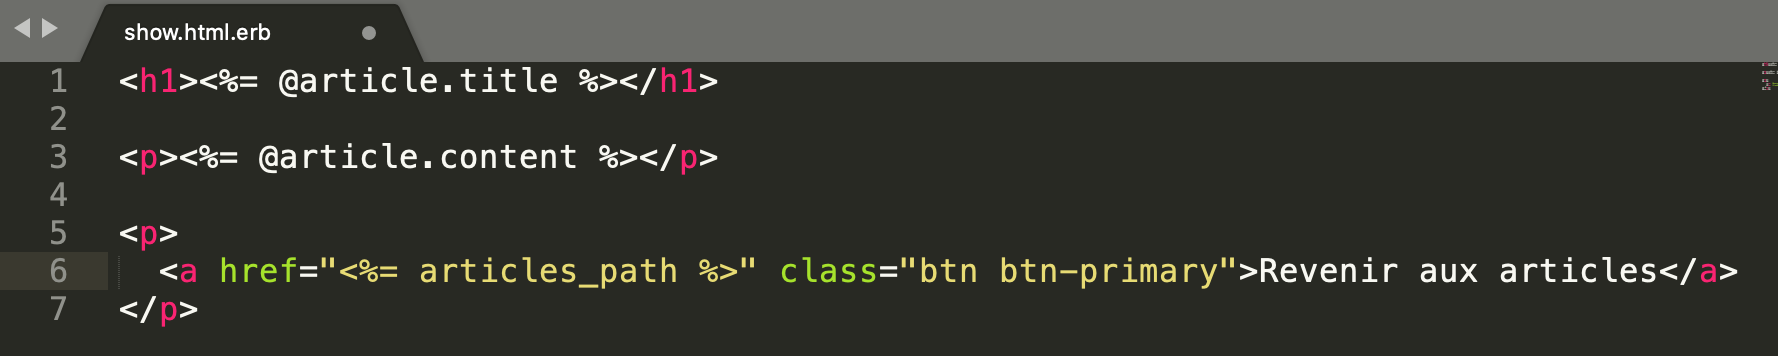 show.html.erb
1 <h1><%= @article.title %></h1>
2
3 <p><%= @article.content %></p>
4
5 <p>
6   <a href="<%= articles_path %>" class="btn btn-primary">Revenir aux articles</a>
7 </p>